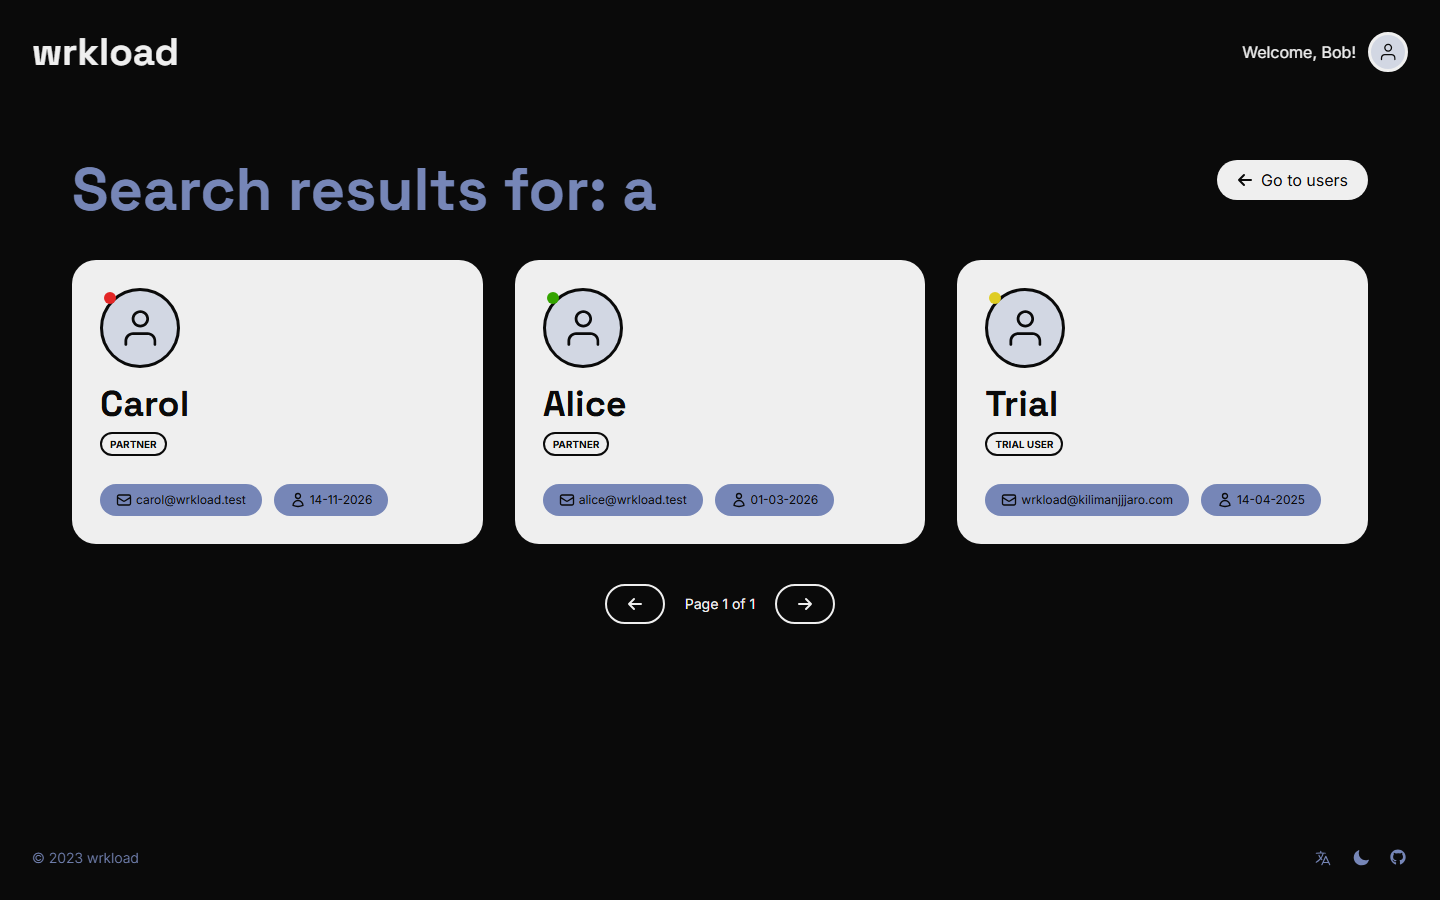 wrkload
Welcome, Bob!
Search results for: a
Go to users
Carol
PARTNER
carol@wrkload.test
14-11-2026
Alice
PARTNER
alice@wrkload.test
01-03-2026
Trial
TRIAL USER
wrkload@kilimanjjjaro.com
14-04-2025
Page 1 of 1
© 2023 wrkload